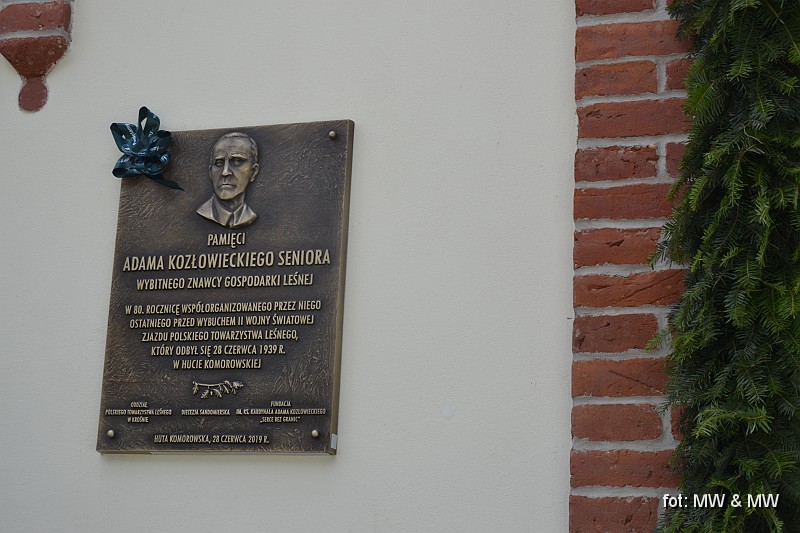 PAMIĘCI
ADAMA KOZŁOWIECKIEGO SENIORA
WYBITNEGO ZNAWCY GOSPODARKI LEŚNEJ
W 80. ROCZNICĘ WSPÓŁORGANIZOWANEGO PRZEZ NIEGO
OSTATNIEGO PRZED WYBUCHEM II WOJNY ŚWIATOWEJ
ZJAZDU POLSKIEGO TOWARZYSTWA LEŚNEGO,
KTÓRY ODBYŁ SIĘ 28 CZERWCA 1939 R.
W HUCIE KOMOROWSKIEJ
ODDZIAŁ
POLSKIEGO TOWARZYSTWA LEŚNEGO
W KROŚNIE
DIECEZJA SANDOMIERSKA
FUNDACJA
IM. KS. KARDYNAŁA ADAMA KOZŁOWIECKIEGO
„SERCE BEZ GRANIC"
HUTA KOMOROWSKA, 28 CZERWCA 2019 R.
fot: MW & MW